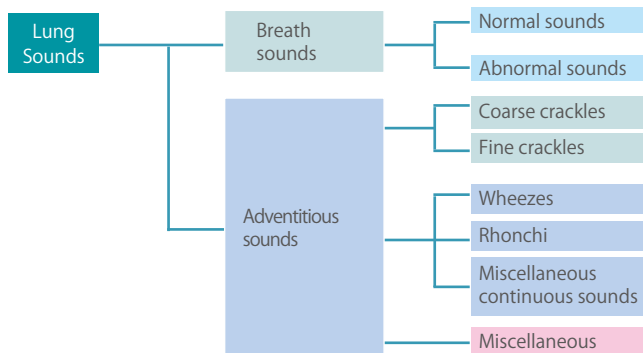 Lung
Sounds
Breath
sounds
Normal sounds
Abnormal sounds
Adventitious
sounds
Coarse crackles
Fine crackles
Wheezes
Rhonchi
Miscellaneous
continuous sounds
Miscellaneous